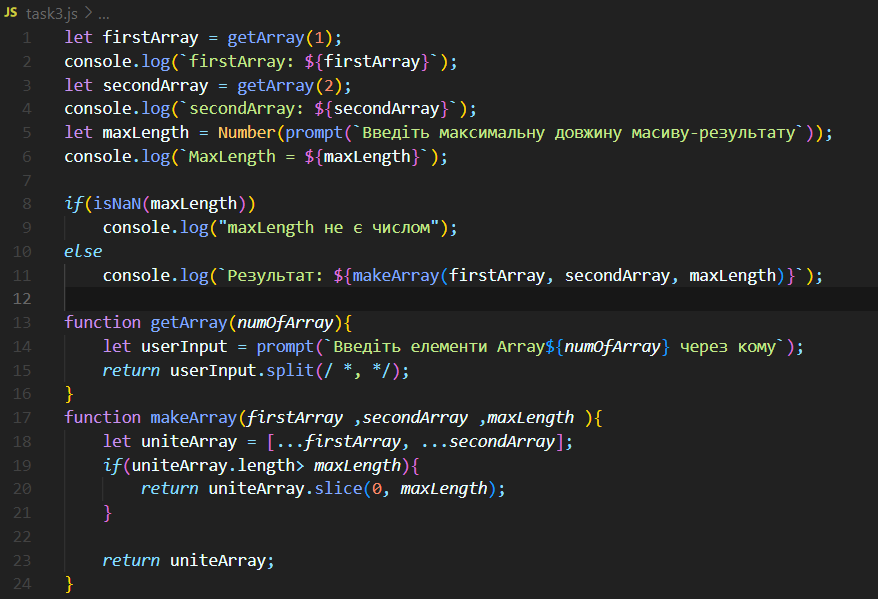 JS task3.js > ...
1 let firstArray = getArray(1);
2 console.log(`firstArray: ${firstArray}`);
3 let secondArray = getArray(2);
4 console.log(`secondArray: ${secondArray}`);
5 let maxLength = Number(prompt(`Введіть максимальну довжину масиву-результату`));
6 console.log(`MaxLength = ${maxLength}`);
7
8 if(isNaN(maxLength))
9     console.log("maxLength не є числом");
10 else
11     console.log(`Результат: ${makeArray(firstArray, secondArray, maxLength)}`);
12
13 function getArray(numOfArray){
14     let userInput = prompt(`Введіть елементи Array${numOfArray} через кому`);
15     return userInput.split(/ *, */);
16 }
17 function makeArray(firstArray ,secondArray ,maxLength ){
18     let uniteArray = [...firstArray, ...secondArray];
19     if(uniteArray.length> maxLength){
20         return uniteArray.slice(0, maxLength);
21     }
22
23     return uniteArray;
24 }